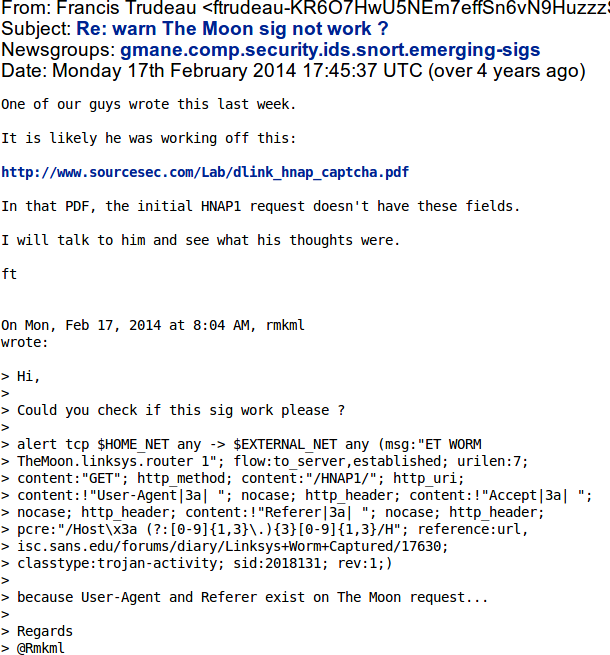 From: Francis Trudeau <ftrudeau-KR6O7HwU5NEm7effSn6vN9Huzzz
Subject: Re: warn The Moon sig not work ?
Newsgroups: gmane.comp.security.ids.snort.emerging-sigs
Date: Monday 17th February 2014 17:45:37 UTC (over 4 years ago)
One of our guys wrote this last week.
It is likely he was working off this:
http://www.sourcesec.com/Lab/dlink_hnap_captcha.pdf
In that PDF, the initial HNAP1 request doesn't have these fields.
I will talk to him and see what his thoughts were.
ft
On Mon, Feb 17, 2014 at 8:04 AM, rmkml
wrote:
> Hi,
>
> Could you check if this sig work please ?
>
> alert tcp $HOME_NET any -> $EXTERNAL_NET any (msg:"ET WORM
> TheMoon.linksys.router 1"; flow:to_server,established; urilen:7;
> content:"GET"; http_method; content:"/HNAP1/"; http_uri;
> content:!"User-Agent|3a| "; nocase; http_header; content:!"Accept|3a| ";
> nocase; http_header; content:!"Referer|3a| "; nocase; http_header;
> pcre:"/Host\x3a (?:[0-9]{1,3}\.){3}[0-9]{1,3}/H"; reference:url,
> isc.sans.edu/forums/diary/Linksys+Worm+Captured/17630;
> classtype:trojan-activity; sid:2018131; rev:1;)
>
> because User-Agent and Referer exist on The Moon request...
>
> Regards
> @Rmkml